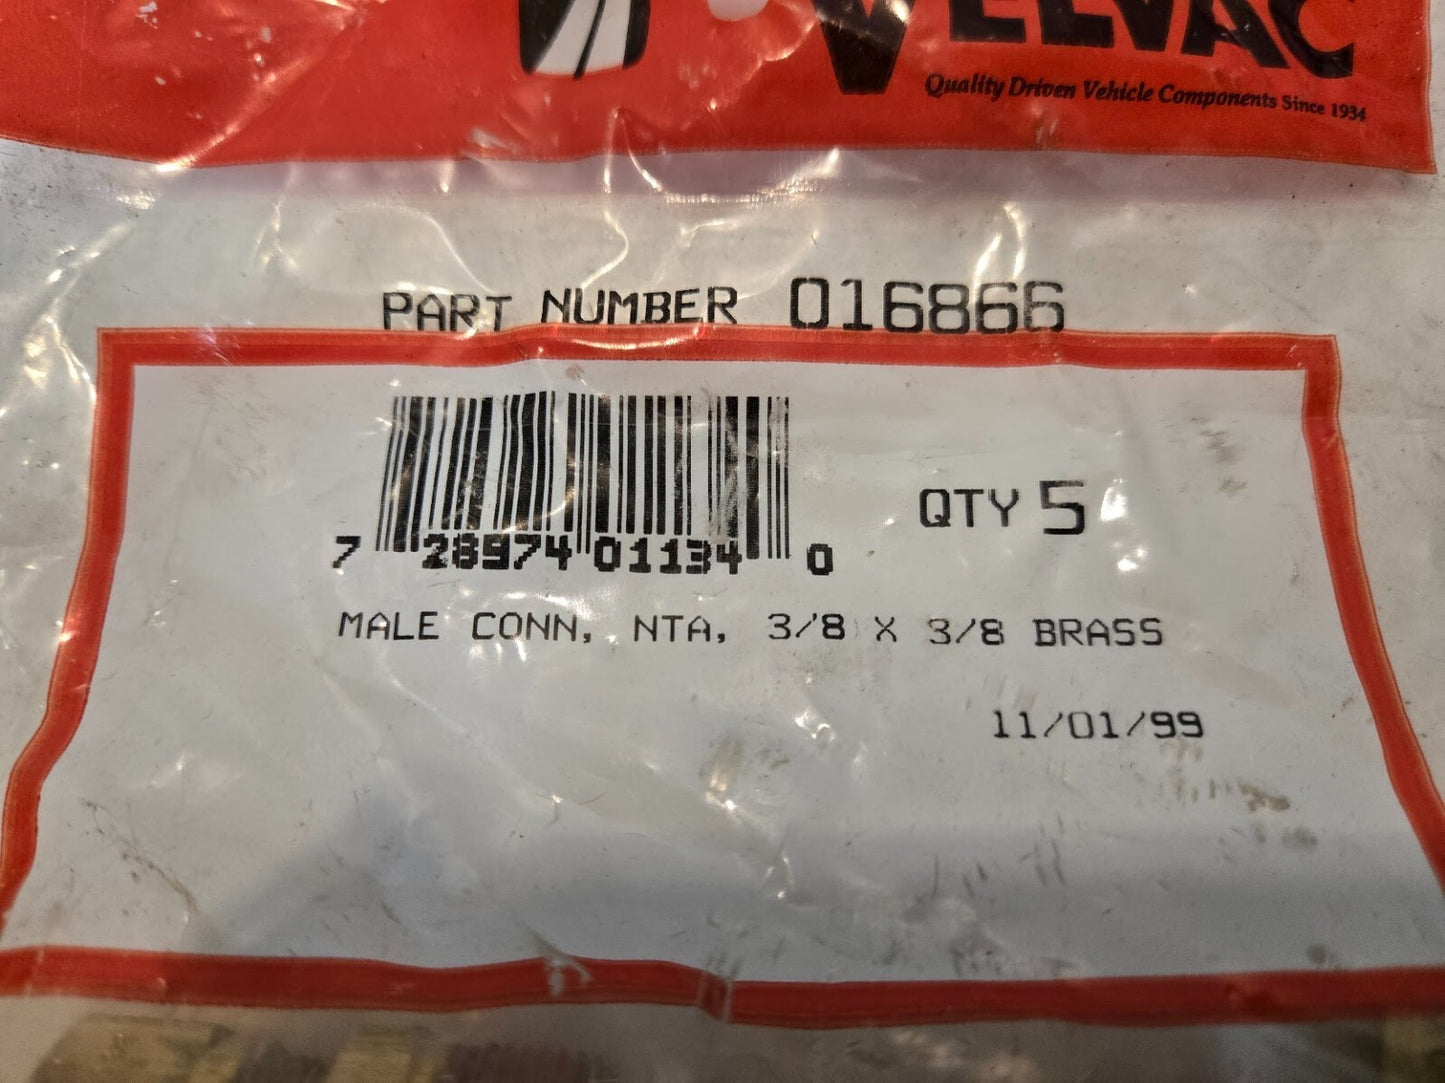 VELVAC
Quality Driven Vehicle Components Since 1934
PART NUMBER 016866
QTY 5
7 28974 01134 0
MALE CONN, NTA, 3/8 X 3/8 BRASS
11/01/99